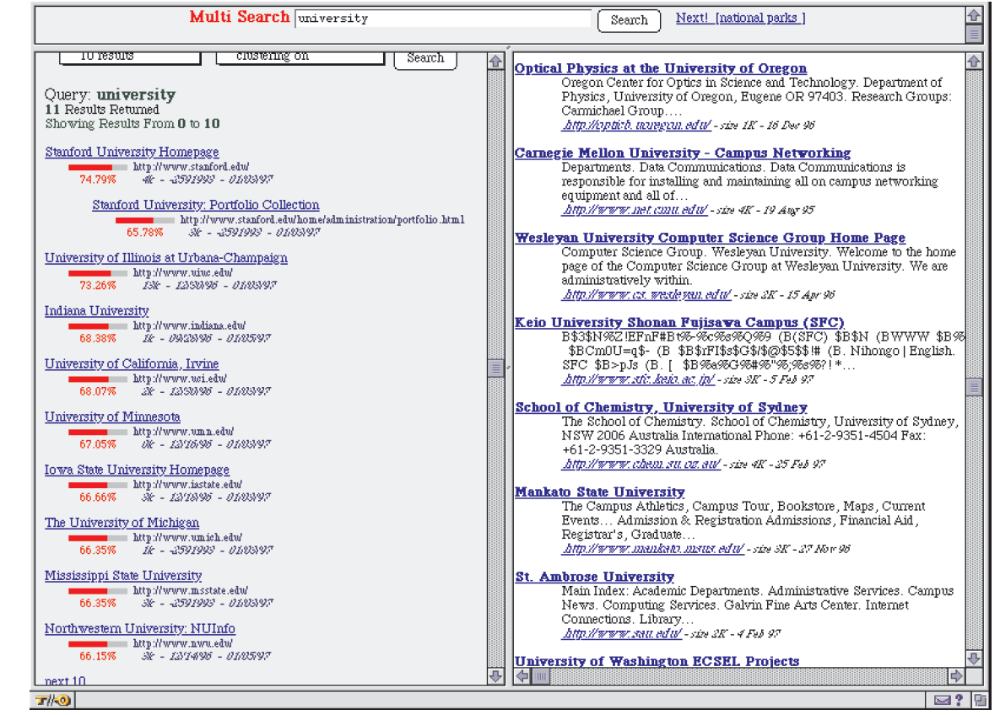 Multi Search university Search Next! [national parks ]
10 results clustering on Search
Query: university
11 Results Returned
Showing Results From 0 to 10
Stanford University Homepage
http://www.stanford.edu/
74.79% 4k - -2591993 - 01/03/97
Stanford University: Portfolio Collection
http://www.stanford.edu/home/administration/portfolio.html
65.78% 3k - -2591993 - 01/03/97
University of Illinois at Urbana-Champaign
http://www.uiuc.edu/
73.26% 13k - 12/30/96 - 01/03/97
Indiana University
http://www.indiana.edu/
68.38% 1k - 09/28/96 - 01/05/97
University of California, Irvine
http://www.uci.edu/
68.07% 2k - 12/30/96 - 01/03/97
University of Minnesota
http://www.umn.edu/
67.05% 0k - 12/16/96 - 01/03/97
Iowa State University Homepage
http://www.iastate.edu/
66.66% 3k - 12/18/96 - 01/03/97
The University of Michigan
http://www.umich.edu/
66.35% 1k - -2591993 - 01/03/97
Mississippi State University
http://www.msstate.edu/
66.35% 3k - -2591993 - 01/03/97
Northwestern University: NUInfo
http://www.nwu.edu/
66.15% 3k - 12/14/96 - 01/05/97
next 10
Optical Physics at the University of Oregon
Oregon Center for Optics in Science and Technology. Department of
Physics, University of Oregon, Eugene OR 97403. Research Groups:
Carmichael Group....
http://opticb.uoregon.edu/ - size 1K - 16 Dec 96
Carnegie Mellon University - Campus Networking
Departments. Data Communications. Data Communications is
responsible for installing and maintaining all on campus networking
equipment and all of...
http://www.net.cmu.edu/ - size 4K - 19 Aug 95
Wesleyan University Computer Science Group Home Page
Computer Science Group. Wesleyan University. Welcome to the home
page of the Computer Science Group at Wesleyan University. We are
administratively within.
http://www.cs.wesleyan.edu/ - size 2K - 15 Apr 96
Keio University Shonan Fujisawa Campus (SFC)
B$3$N%Z!EFnF#Bt%-%c%s%Q%9 (B(SFC) $B$N (BWWW $B%
$BCm0U=q$- (B $B$rFI$s$G$/$@$5$$!# (B. Nihongo | English.
SFC $B>pJs (B. [ $B%a%G%#%"%;%s%?! *...
http://www.sfc.keio.ac.jp/ - size 3K - 5 Feb 97
School of Chemistry, University of Sydney
The School of Chemistry. School of Chemistry, University of Sydney,
NSW 2006 Australia International Phone: +61-2-9351-4504 Fax:
+61-2-9351-3329 Australia.
http://www.chem.su.oz.au/ - size 4K - 25 Feb 97
Mankato State University
The Campus Athletics, Campus Tour, Bookstore, Maps, Current
Events... Admission & Registration Admissions, Financial Aid,
Registrar's, Graduate...
http://www.mankato.msus.edu/ - size 3K - 27 Nov 96
St. Ambrose University
Main Index: Academic Departments. Administrative Services. Campus
News. Computing Services. Galvin Fine Arts Center. Internet
Connections. Library...
http://www.sau.edu/ - size 2K - 4 Feb 97
University of Washington ECSEL Projects
?